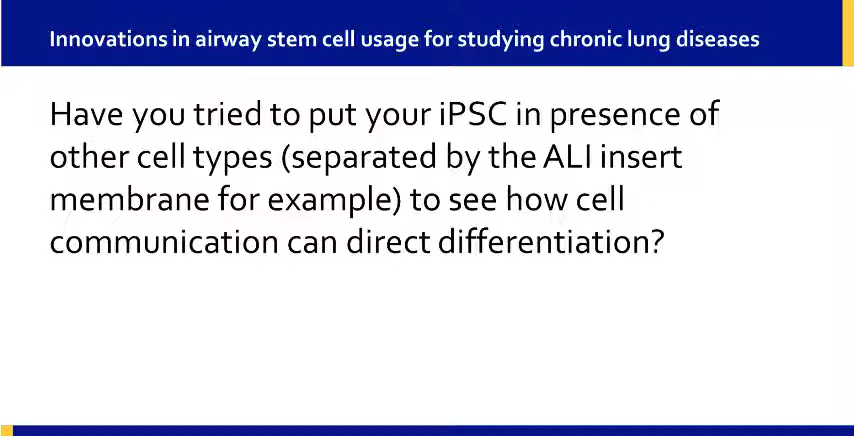 Innovations in airway stem cell usage for studying chronic lung diseases
Have you tried to put your iPSC in presence of
other cell types (separated by the ALI insert
membrane for example) to see how cell
communication can direct differentiation?